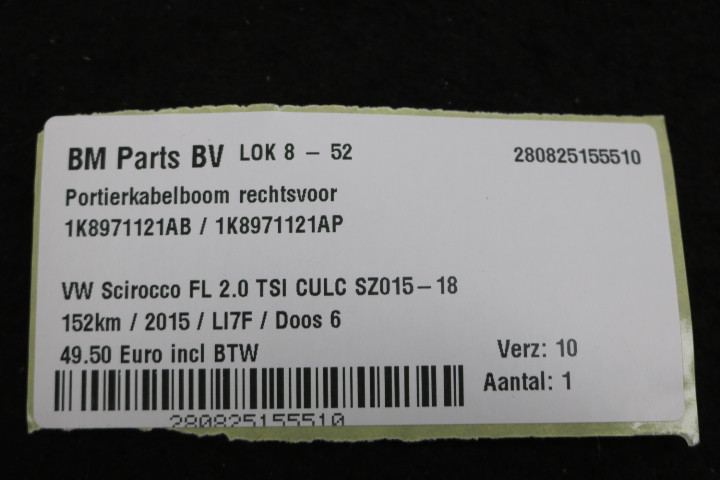 BM Parts BV LOK 8 - 52 280825155510
Portierkabelboom rechtsvoor
1K8971121AB / 1K8971121AP
VW Scirocco FL 2.0 TSI CULC SZ015-18
152km / 2015 / LI7F / Doos 6
49.50 Euro incl BTW Verz: 10
Aantal: 1
280825155510